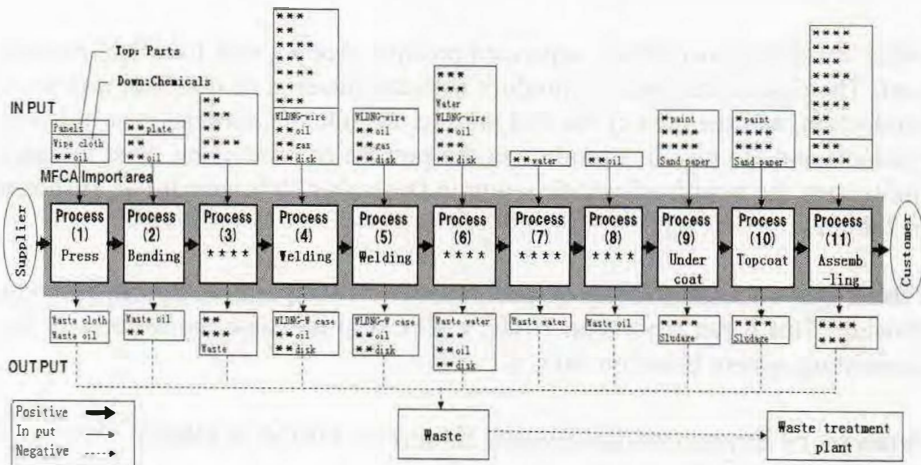 Top: Parts
Down:Chemicals
IN PUT
Panels
Wipe cloth
**oil
**plate
***
**oil
****
***
**
***
**
***
****
***
***
**
WLDNG-wire
**oil
**gas
**disk
****
***
WLDNG-wire
**oil
**gas
**disk
****
**
**
Water
WLDNG-wire
**oil
**gas
**disk
**water
**oil
**paint
****
Sand paper
**paint
****
Sand paper
****
****
***
***
****
***
***
MFCA Import area
Supplier
Process
(1)
Press
Process
(2)
Bending
Process
(3)
****
Process
(4)
Welding
Process
(5)
Welding
Process
(6)
****
Process
(7)
****
Process
(8)
****
Process
(9)
Under
coat
Process
(10)
Topcoat
Process
(11)
Assemb
-ling
Customer
Waste cloth
Waste oil
Waste oil
**
**
**
Waste
WLDNG-W case
**oil
**disk
WLDNG-W case
**oil
**disk
Waste water
**
**oil
**disk
Waste water
Waste oil
***
Sludage
***
Sludage
***
***
OUT PUT
Positive
In put
Negative
Waste
Waste treatment
plant